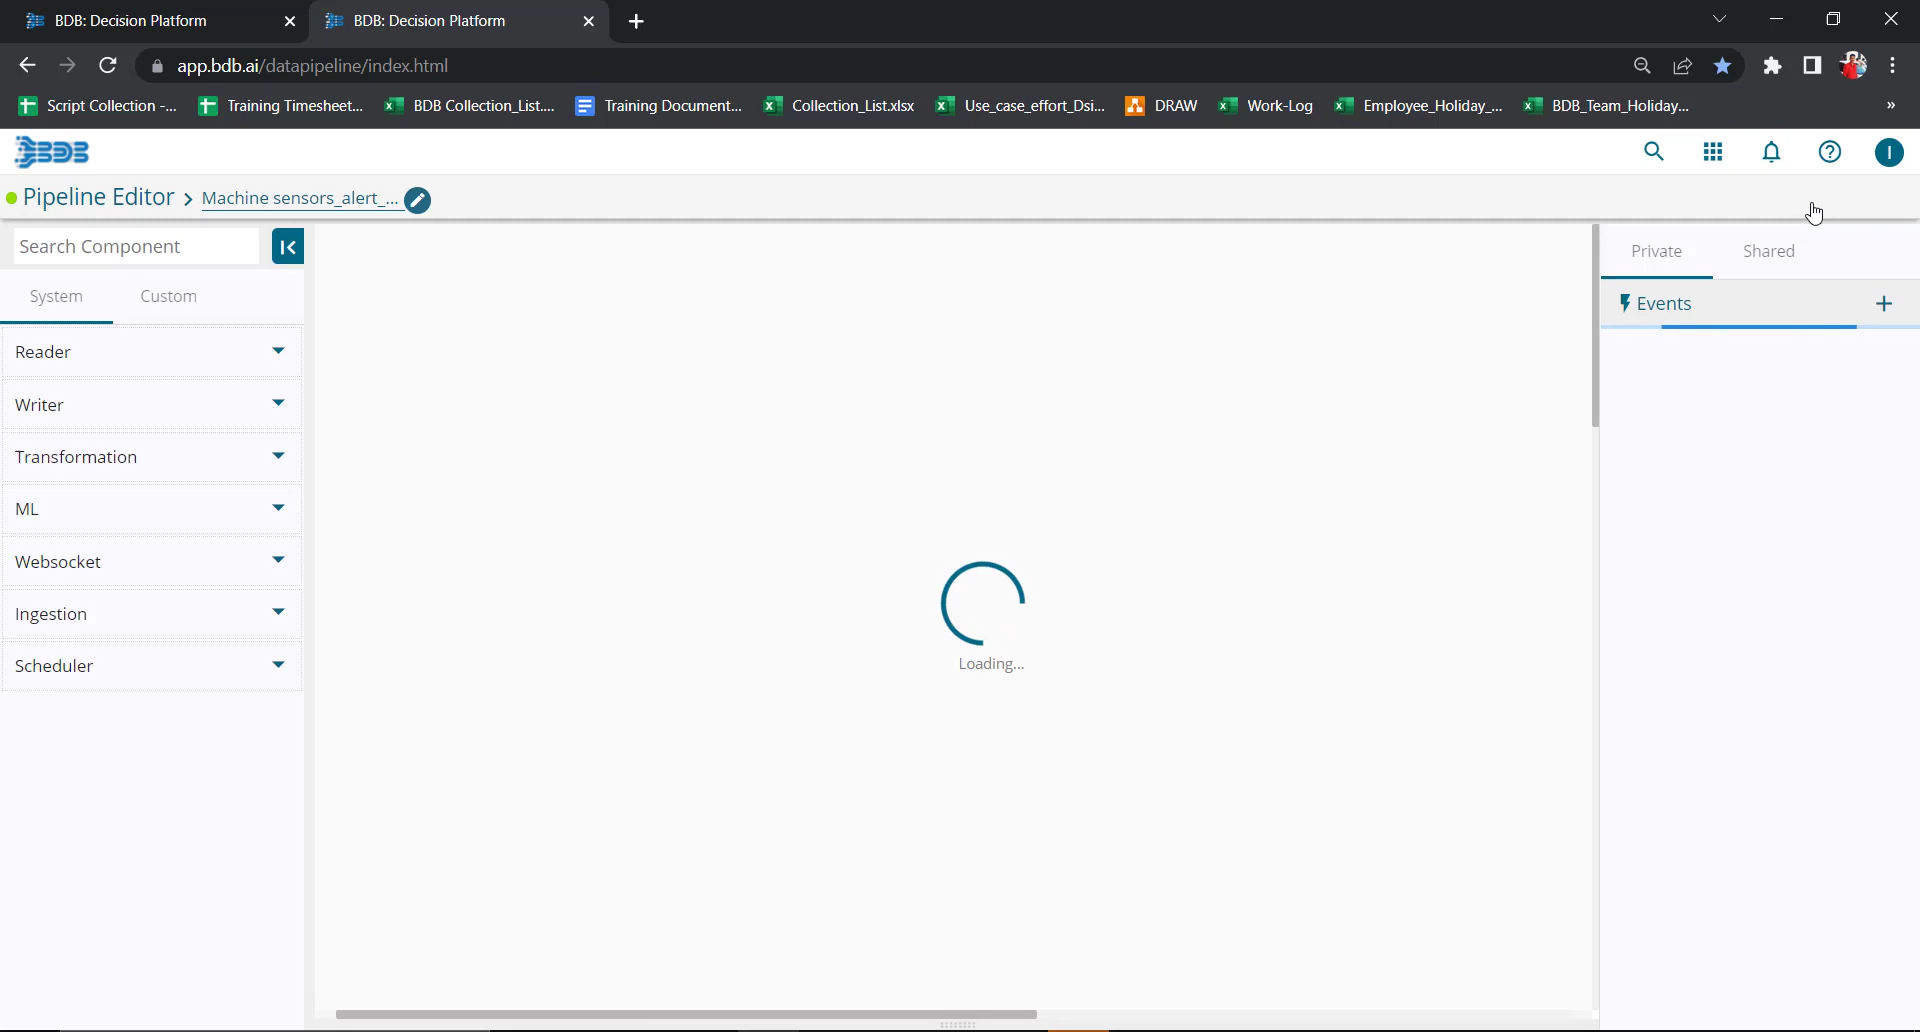 BDB: Decision Platform
BDB: Decision Platform
app.bdb.ai/datapipeline/index.html
Script Collection -...
Training Timesheet...
BDB Collection_List....
Training Document...
Collection_List.xlsx
Use_case_effort_Dsi...
DRAW
Work-Log
Employee_Holiday_...
BDB_Team_Holiday...
»
BDB
I
Pipeline Editor > Machine sensors_alert_...
Search Component
System
Custom
Reader
Writer
Transformation
ML
Websocket
Ingestion
Scheduler
Loading...
Private
Shared
Events